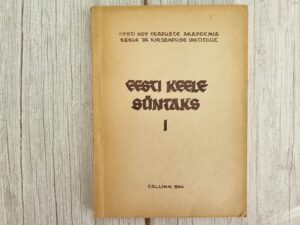 EESTI NSV TEADUSTE AKADEEMIA
KEELE JA KIRJANDUSE INSTITUUT
EESTI KEELE
SÜNTAKS
I
TALLINN 1964